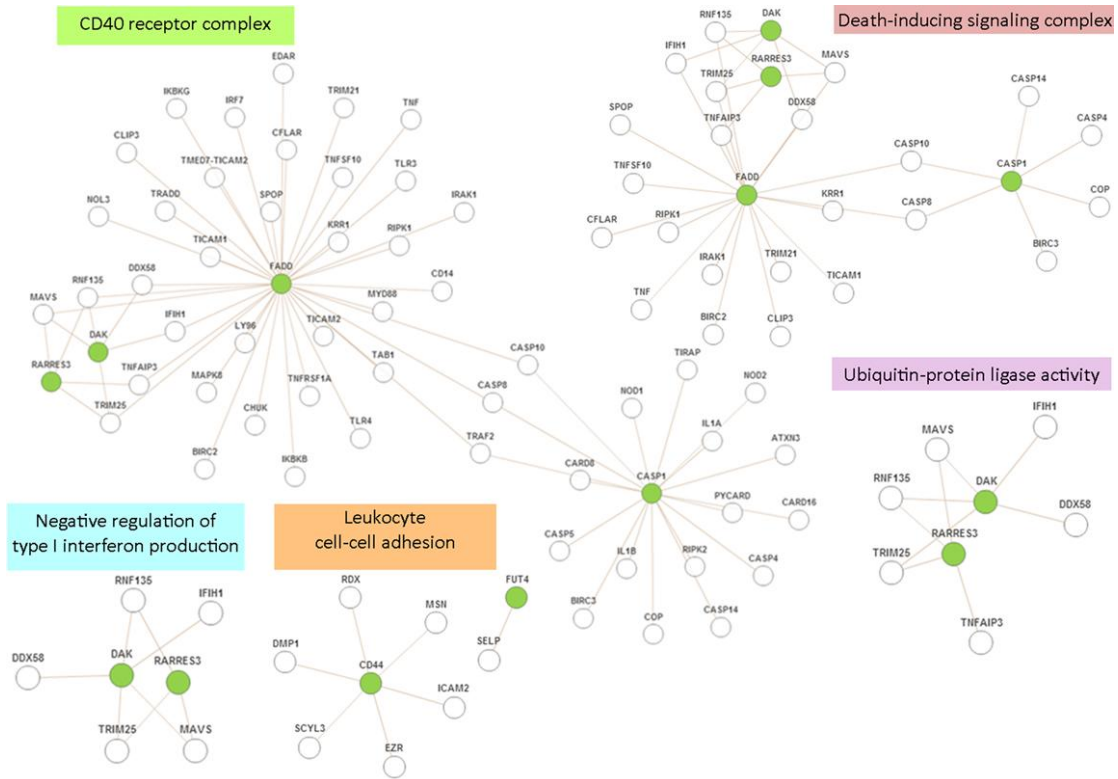 CD40 receptor complex
EDAR
IKBKG
IRF7
TRIM21
TNF
CLIP3
CFLAR
TMED7-TICAM2
TNFSF10
TLR3
NOL3
TRADD
SPOP
IRAK1
KRR1
RIPK1
TICAM1
FADD
DDX58
RNF135
CD14
MAVS
MYD88
IFIH1
LY96
TICAM2
DAK
RARRES3
TNFAIP3
TAB1
MAPK8
TNFRSF1A
TRIM25
CHUK
TLR4
BIRC2
IKBKB
CASP10
CASP8
TRAF2
TIRAP
NOD1
NOD2
IL1A
ATXN3
CARD8
CASP1
PYCARD
CARD16
CASP5
IL1B
RIPK2
CASP4
BIRC3
COP
CASP14
Death-inducing signaling complex
RNF135
DAK
IFIH1
RARRES3
MAVS
TRIM25
CASP14
SPOP
TNFAIP3
DDX58
CASP4
CASP10
TNFSF10
FADD
CASP1
KRR1
CASP8
COP
CFLAR
RIPK1
IRAK1
TRIM21
BIRC3
TNF
TICAM1
BIRC2
CLIP3
Ubiquitin-protein ligase activity
IFIH1
MAVS
RNF135
DAK
DDX58
RARRES3
TRIM25
TNFAIP3
Negative regulation of
type I interferon production
RNF135
IFIH1
DDX58
DAK
RARRES3
TRIM25
MAVS
Leukocyte
cell-cell adhesion
RDX
FUT4
MSN
SELP
DMP1
CD44
ICAM2
SCYL3
EZR